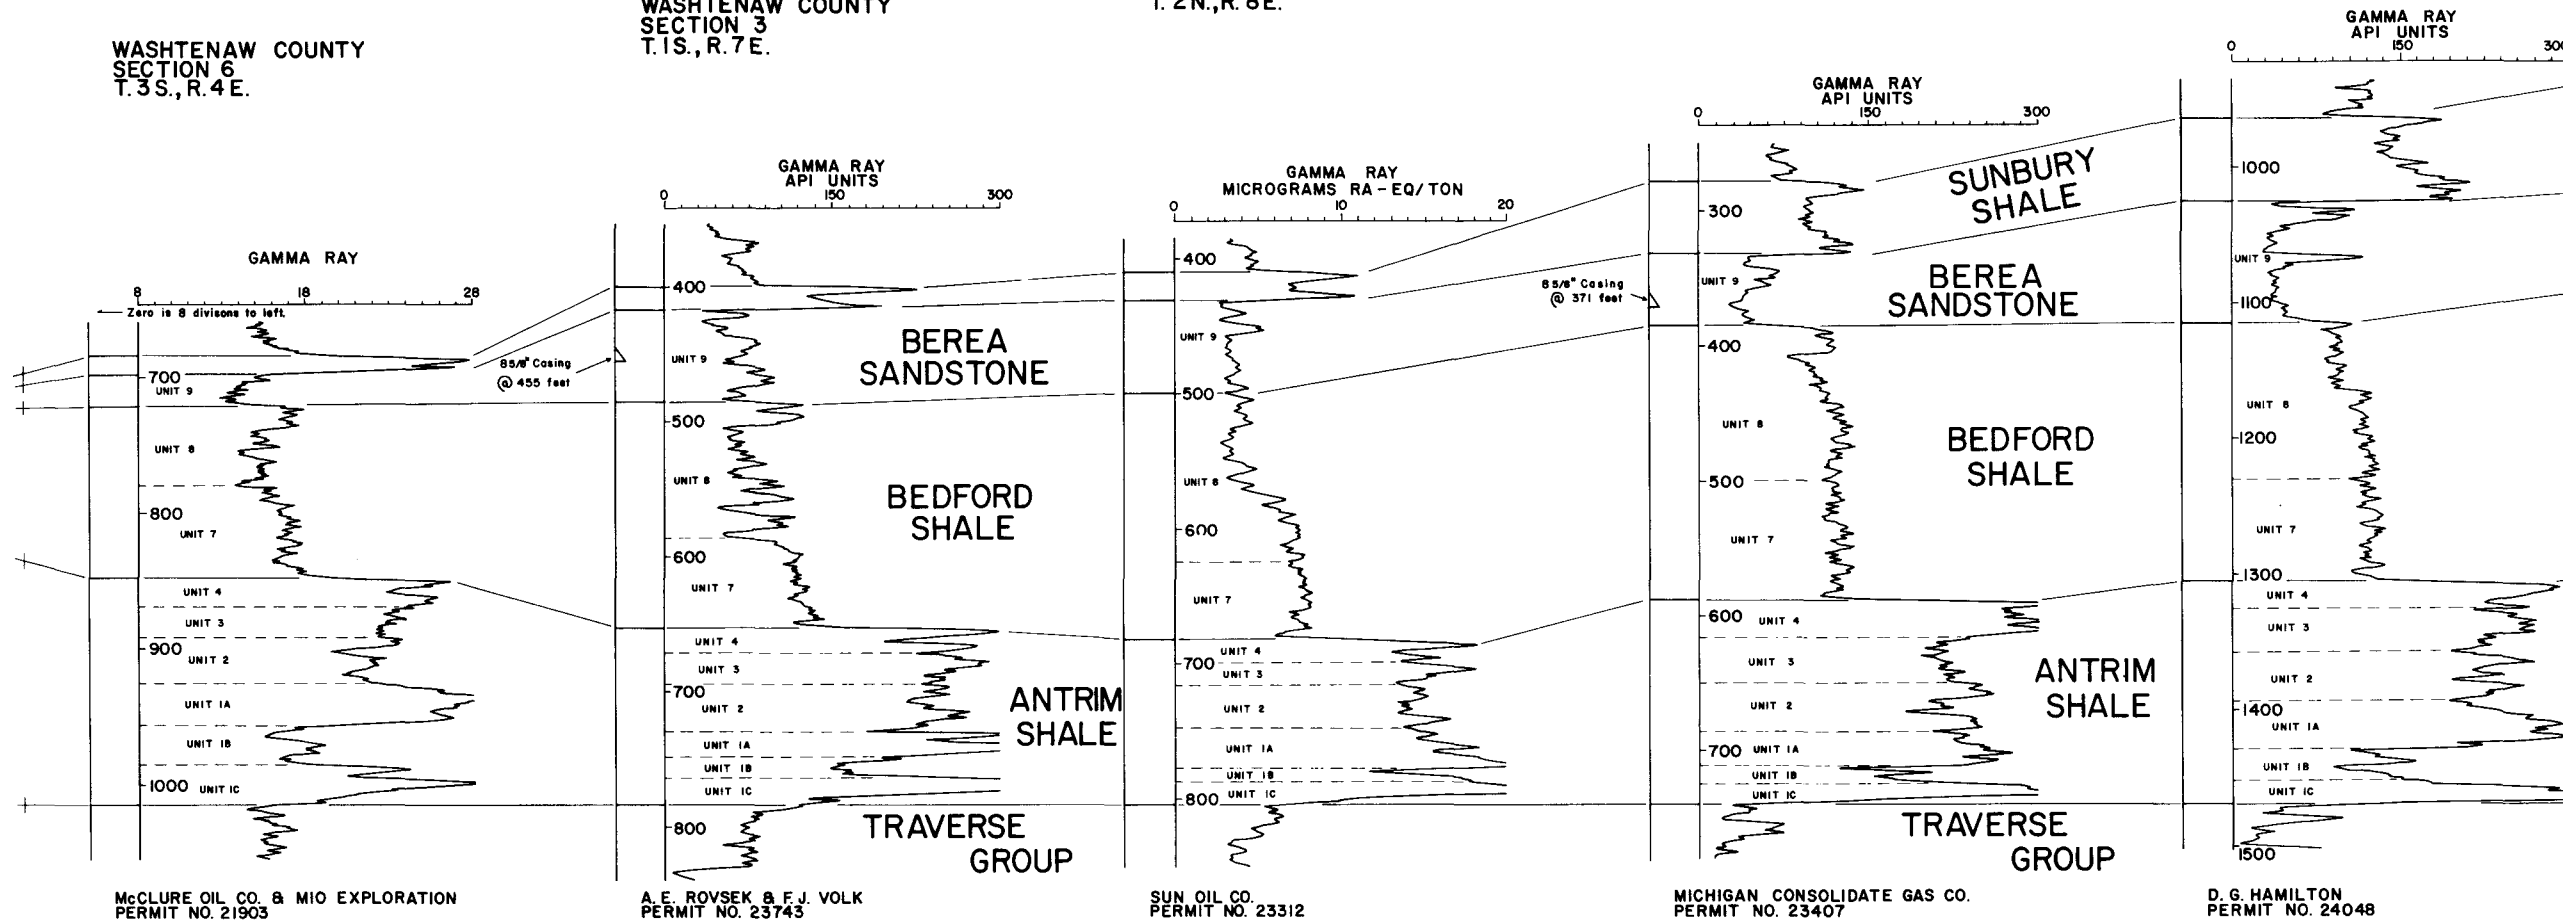 WASHTENAW COUNTY
SECTION 6
T. 3 S., R. 4 E.
GAMMA RAY
8 18 28
Zero is 8 divisons to left.
700
UNIT 9
UNIT 8
800
UNIT 7
UNIT 4
UNIT 3
900
UNIT 2
UNIT 1A
UNIT 1B
1000
UNIT 1C
McCLURE OIL CO. & MIO EXPLORATION
PERMIT NO. 21903
WASHTENAW COUNTY
SECTION 3
T. 1 S., R. 7 E.
GAMMA RAY
API UNITS
0 150 300
400
8 5/8" Casing
@ 455 feet
UNIT 9
BEREA
SANDSTONE
500
UNIT 8
BEDFORD
SHALE
600
UNIT 7
UNIT 4
UNIT 3
700
UNIT 2
ANTRIM
SHALE
UNIT 1A
UNIT 1B
UNIT 1C
800
TRAVERSE
GROUP
A. E. ROVSEK & F. J. VOLK
PERMIT NO. 23743
T. 2 N., R. 8 E.
GAMMA RAY
MICROGRAMS RA-EQ/TON
0 10 20
400
UNIT 9
500
UNIT 8
600
UNIT 7
UNIT 4
700
UNIT 3
UNIT 2
UNIT 1A
UNIT 1B
UNIT 1C
800
SUN OIL CO.
PERMIT NO. 23312
GAMMA RAY
API UNITS
0 150 300
SUNBURY
SHALE
300
UNIT 9
8 5/8" Casing
@ 371 feet
BEREA
SANDSTONE
400
UNIT 8
BEDFORD
SHALE
500
UNIT 7
600
UNIT 4
UNIT 3
ANTRIM
SHALE
UNIT 2
700
UNIT 1A
UNIT 1B
UNIT 1C
TRAVERSE
GROUP
MICHIGAN CONSOLIDATE GAS CO.
PERMIT NO. 23407
GAMMA RAY
API UNITS
0 150 300
1000
UNIT 9
1100
UNIT 8
1200
UNIT 7
1300
UNIT 4
UNIT 3
UNIT 2
1400
UNIT 1A
UNIT 1B
UNIT 1C
1500
D. G. HAMILTON
PERMIT NO. 24048